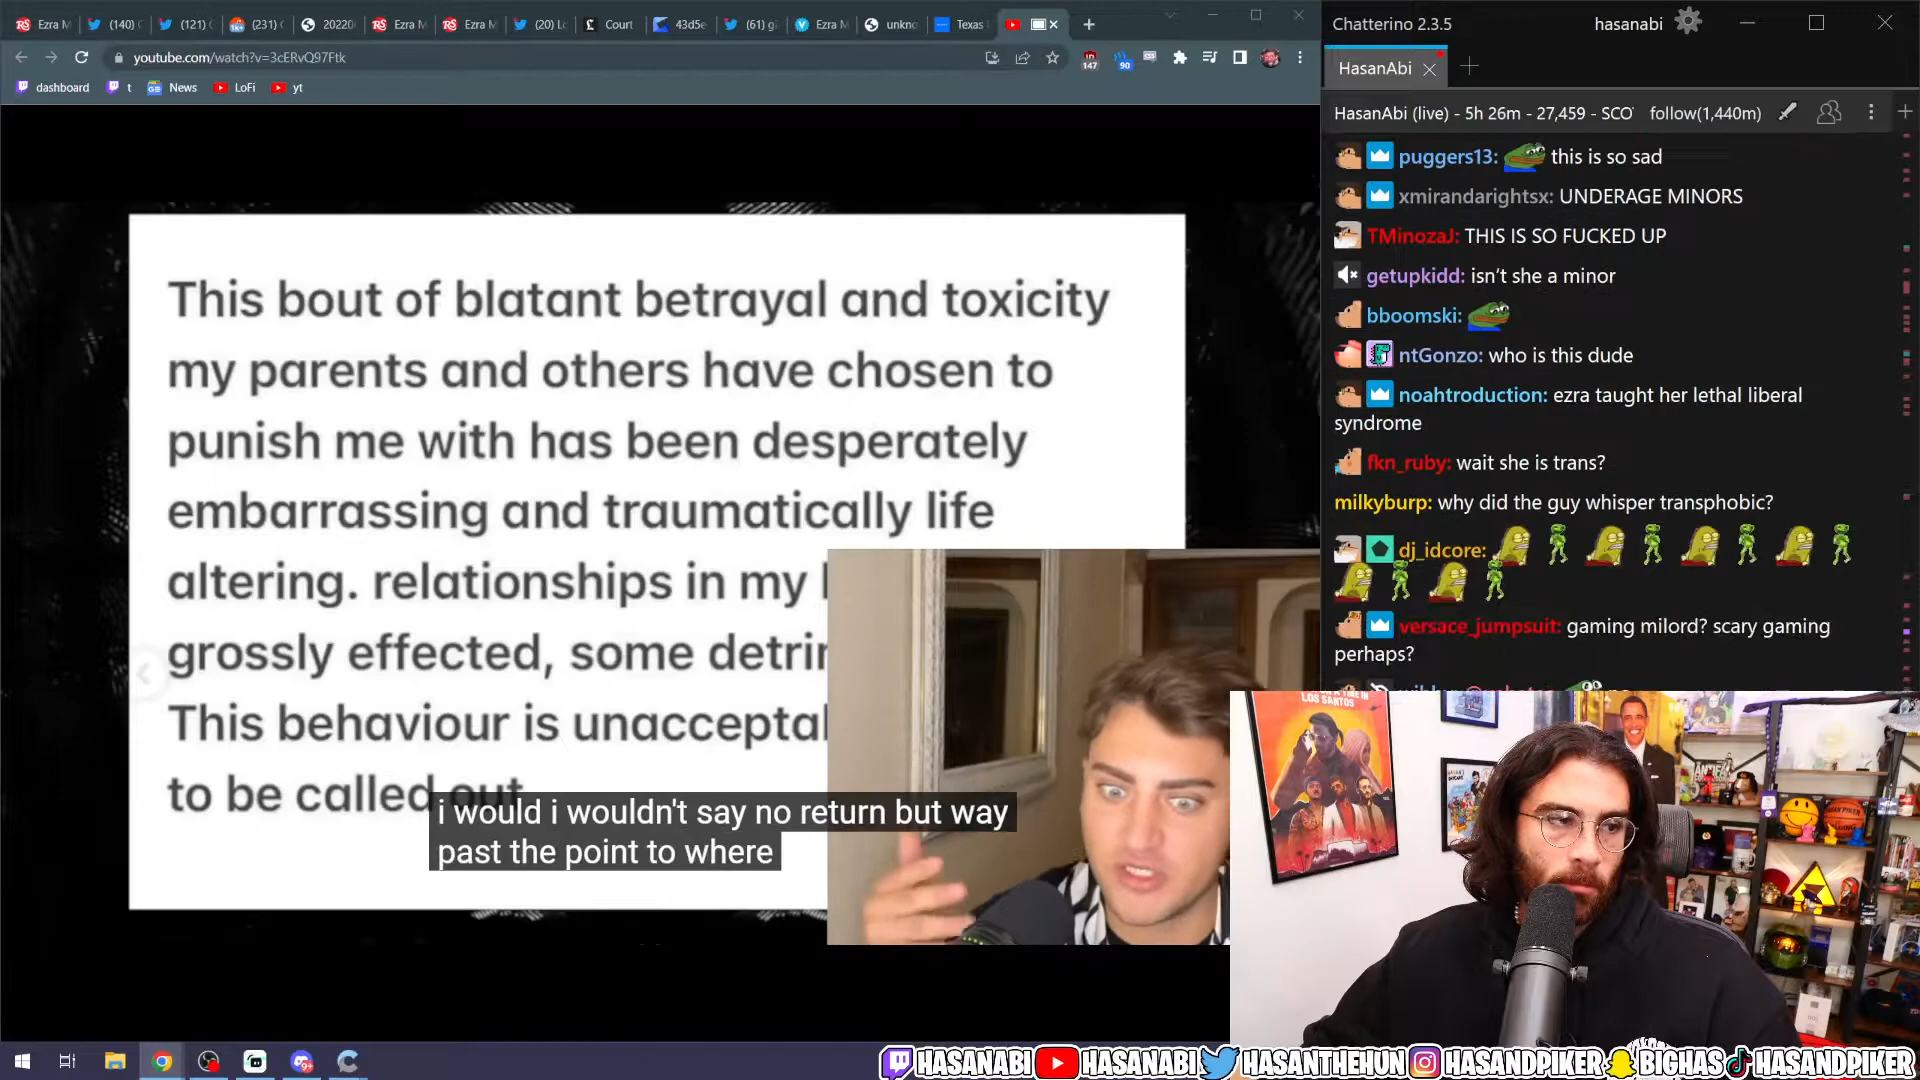 Ezra M
(140)
(121)
(231)
20220
Ezra M
Ezra M
(20) Lo
Court
43d5e
(61)
Ezra M
unkno
Texas
youtube.com/watch?v=3cERvQ97Ftk
147
90
dashboard
t
News
LoFi
yt
This bout of blatant betrayal and toxicity
my parents and others have chosen to
punish me with has been desperately
embarrassing and traumatically life
altering. relationships in my
grossly effected, some detrin
This behaviour is unacceptal
to be called out
i would i wouldn't say no return but way
past the point to where
Chatterino 2.3.5
hasanabi
HasanAbi
HasanAbi (live) - 5h 26m - 27,459 - SCO
follow(1,440m)
puggers13: this is so sad
xmirandarightsx: UNDERAGE MINORS
TMinozaJ: THIS IS SO FUCKED UP
getupkidd: isn't she a minor
bboomski:
ntGonzo: who is this dude
noahtroduction: ezra taught her lethal liberal
syndrome
fkn_ruby: wait she is trans?
milkyburp: why did the guy whisper transphobic?
dj_idcore:
versace_jumpsuit: gaming milord? scary gaming
perhaps?
LOS SANTOS
HASANABI
HASANABI
HASANTHEHUN
HASANDPIKER
BIGHAS
HASANDPIKER